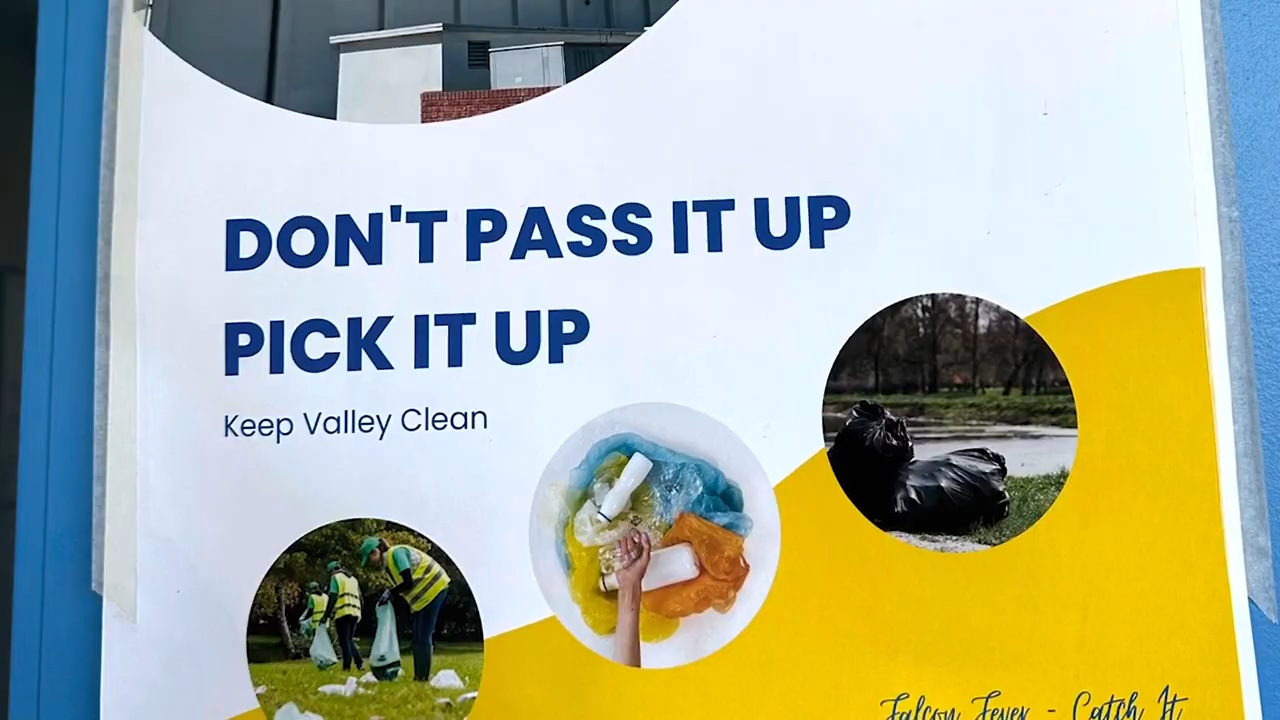 DON'T PASS IT UP
PICK IT UP
Keep Valley Clean
Falcon Fever - Catch It